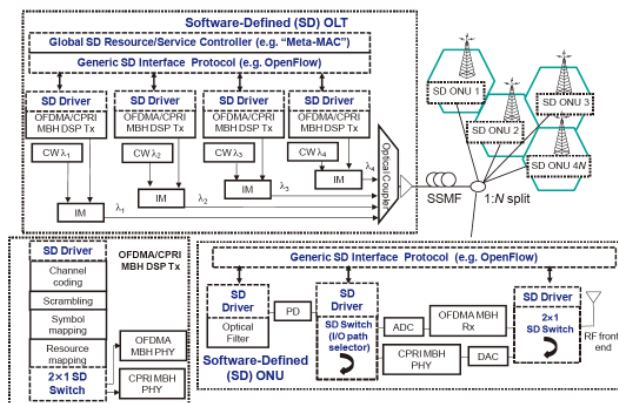 Software-Defined (SD) OLT
Global SD Resource/Service Controller (e.g. “Meta-MAC”)
Generic SD Interface Protocol (e.g. OpenFlow)
SD Driver
OFDMA/CPRI
MBH DSP Tx
SD Driver
OFDMA/CPRI
MBH DSP Tx
SD Driver
OFDMA/CPRI
MBH DSP Tx
SD Driver
OFDMA/CPRI
MBH DSP Tx
CW λ1
CW λ2
CW λ3
CW λ4
IM
IM
IM
IM
λ1
λ2
λ3
λ4
Optical Coupler
SSMF
1:N split
SD ONU 1
SD ONU 2
SD ONU 3
SD ONU 4N
OFDMA/CPRI
MBH DSP Tx
SD Driver
Channel
coding
Scrambling
Symbol
mapping
Resource
mapping
2×1 SD
Switch
OFDMA
MBH PHY
CPRI MBH
PHY
Generic SD Interface Protocol (e.g. OpenFlow)
SD
Driver
Optical
Filter
PD
SD
Driver
SD Switch
(I/O path
selector)
ADC
OFDMA MBH
Rx
CPRI MBH
PHY
DAC
SD Driver
2×1
SD Switch
RF front
end
Software-Defined
(SD) ONU